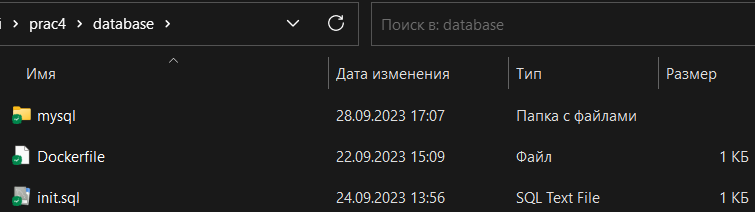 i > prac4 > database >
Поиск в: database
Имя Дата изменения Тип Размер
mysql 28.09.2023 17:07 Папка с файлами
Dockerfile 22.09.2023 15:09 Файл 1 КБ
init.sql 24.09.2023 13:56 SQL Text File 1 КБ